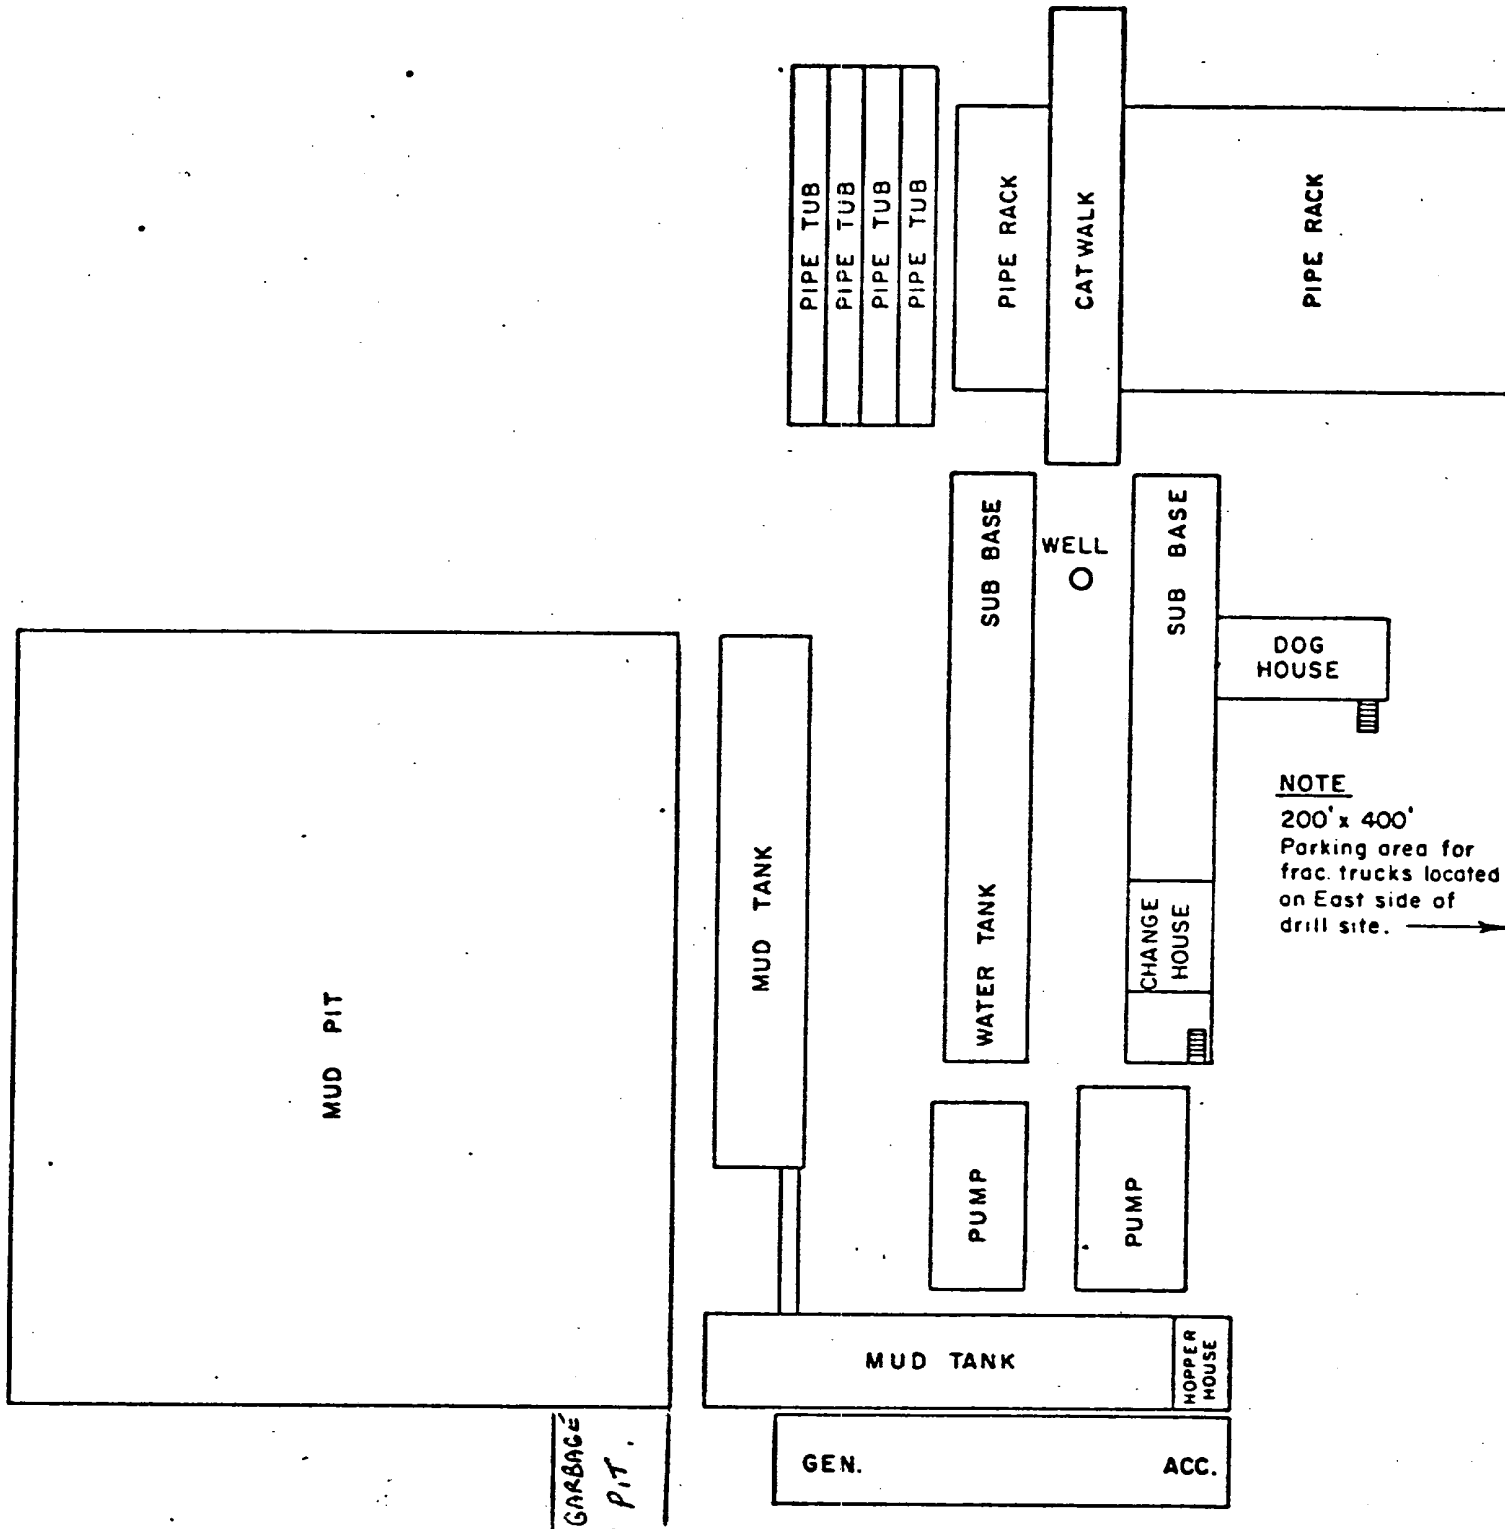 PIPE TUB
PIPE TUB
PIPE TUB
PIPE TUB
PIPE RACK
CATWALK
PIPE RACK
SUB BASE
WELL
SUB BASE
DOG
HOUSE
NOTE
200' x 400'
Parking area for
frac. trucks located
on East side of
drill site.
MUD PIT
MUD TANK
WATER TANK
CHANGE
HOUSE
PUMP
PUMP
MUD TANK
HOPPER
HOUSE
GARBAGE
PIT.
GEN.
ACC.